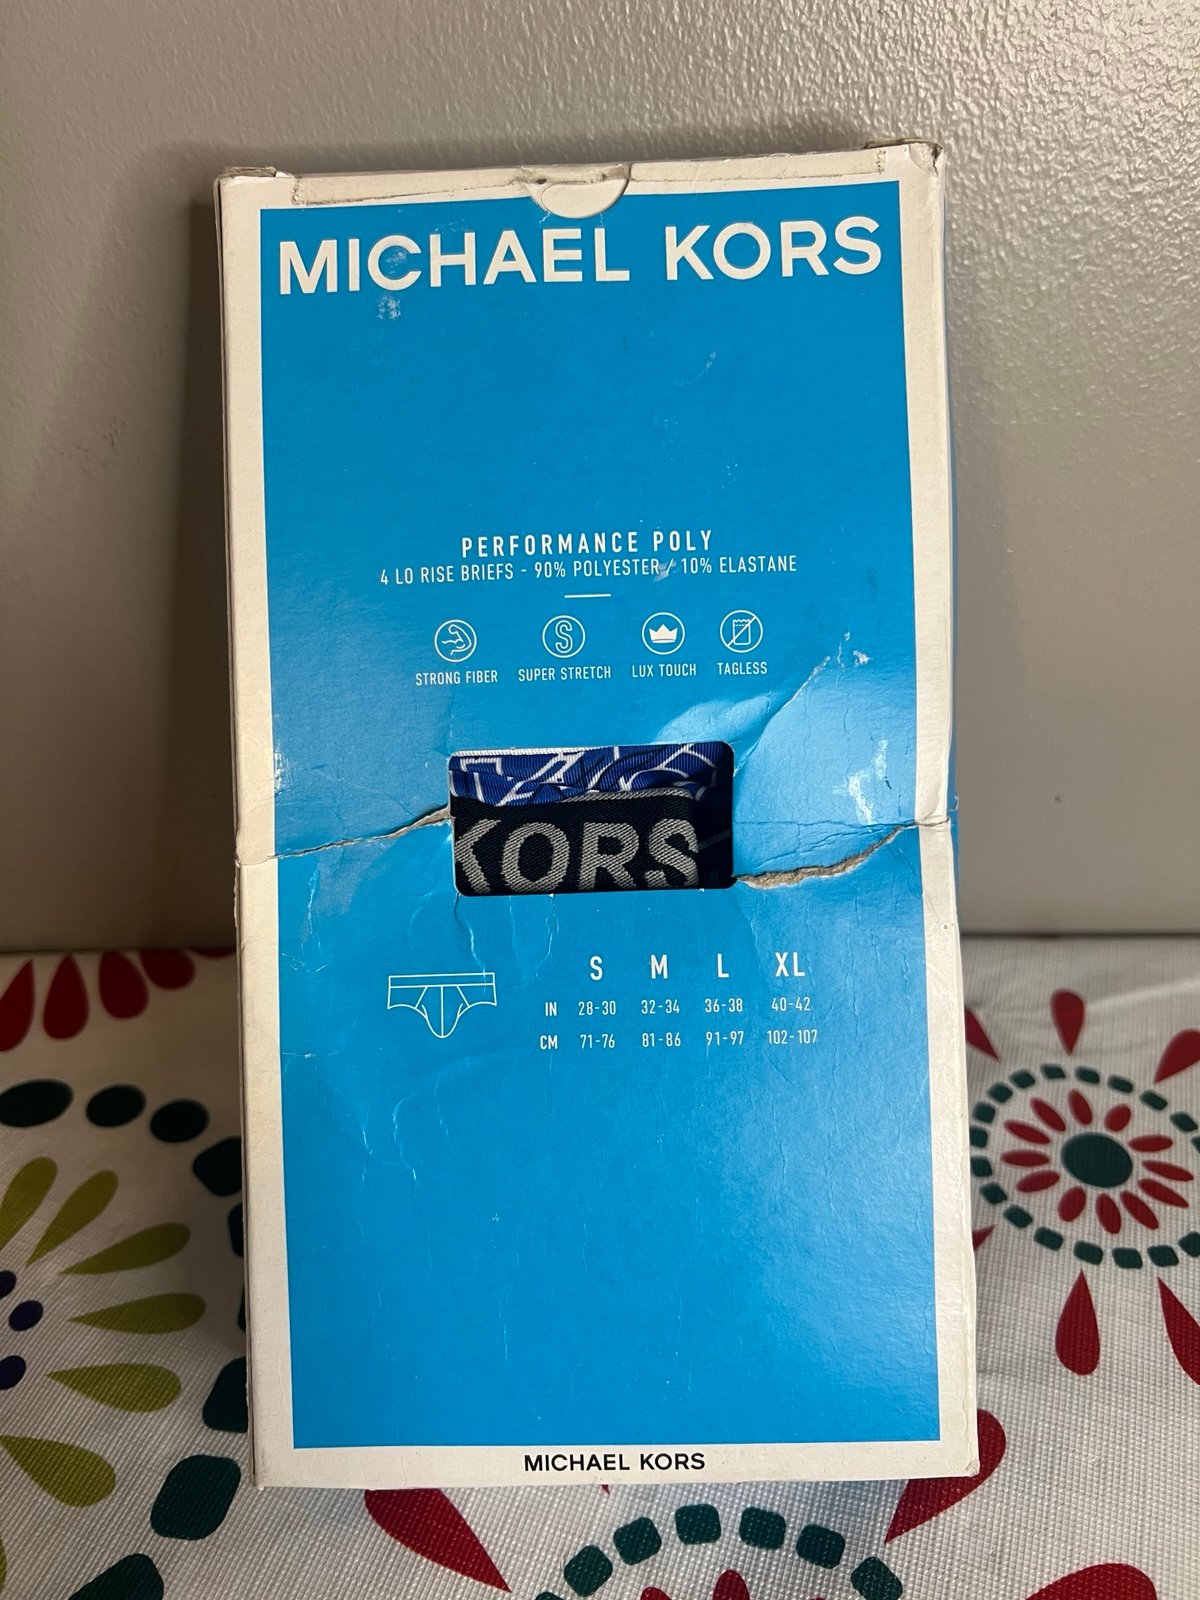 MICHAEL KORS
PERFORMANCE POLY
4 LO RISE BRIEFS - 90% POLYESTER / 10% ELASTANE
S
STRONG FIBER SUPER STRETCH LUX TOUCH TAGLESS
KORS
S M L XL
IN 28-30 32-34 36-38 40-42
CM 71-76 81-86 91-97 102-107
MICHAEL KORS